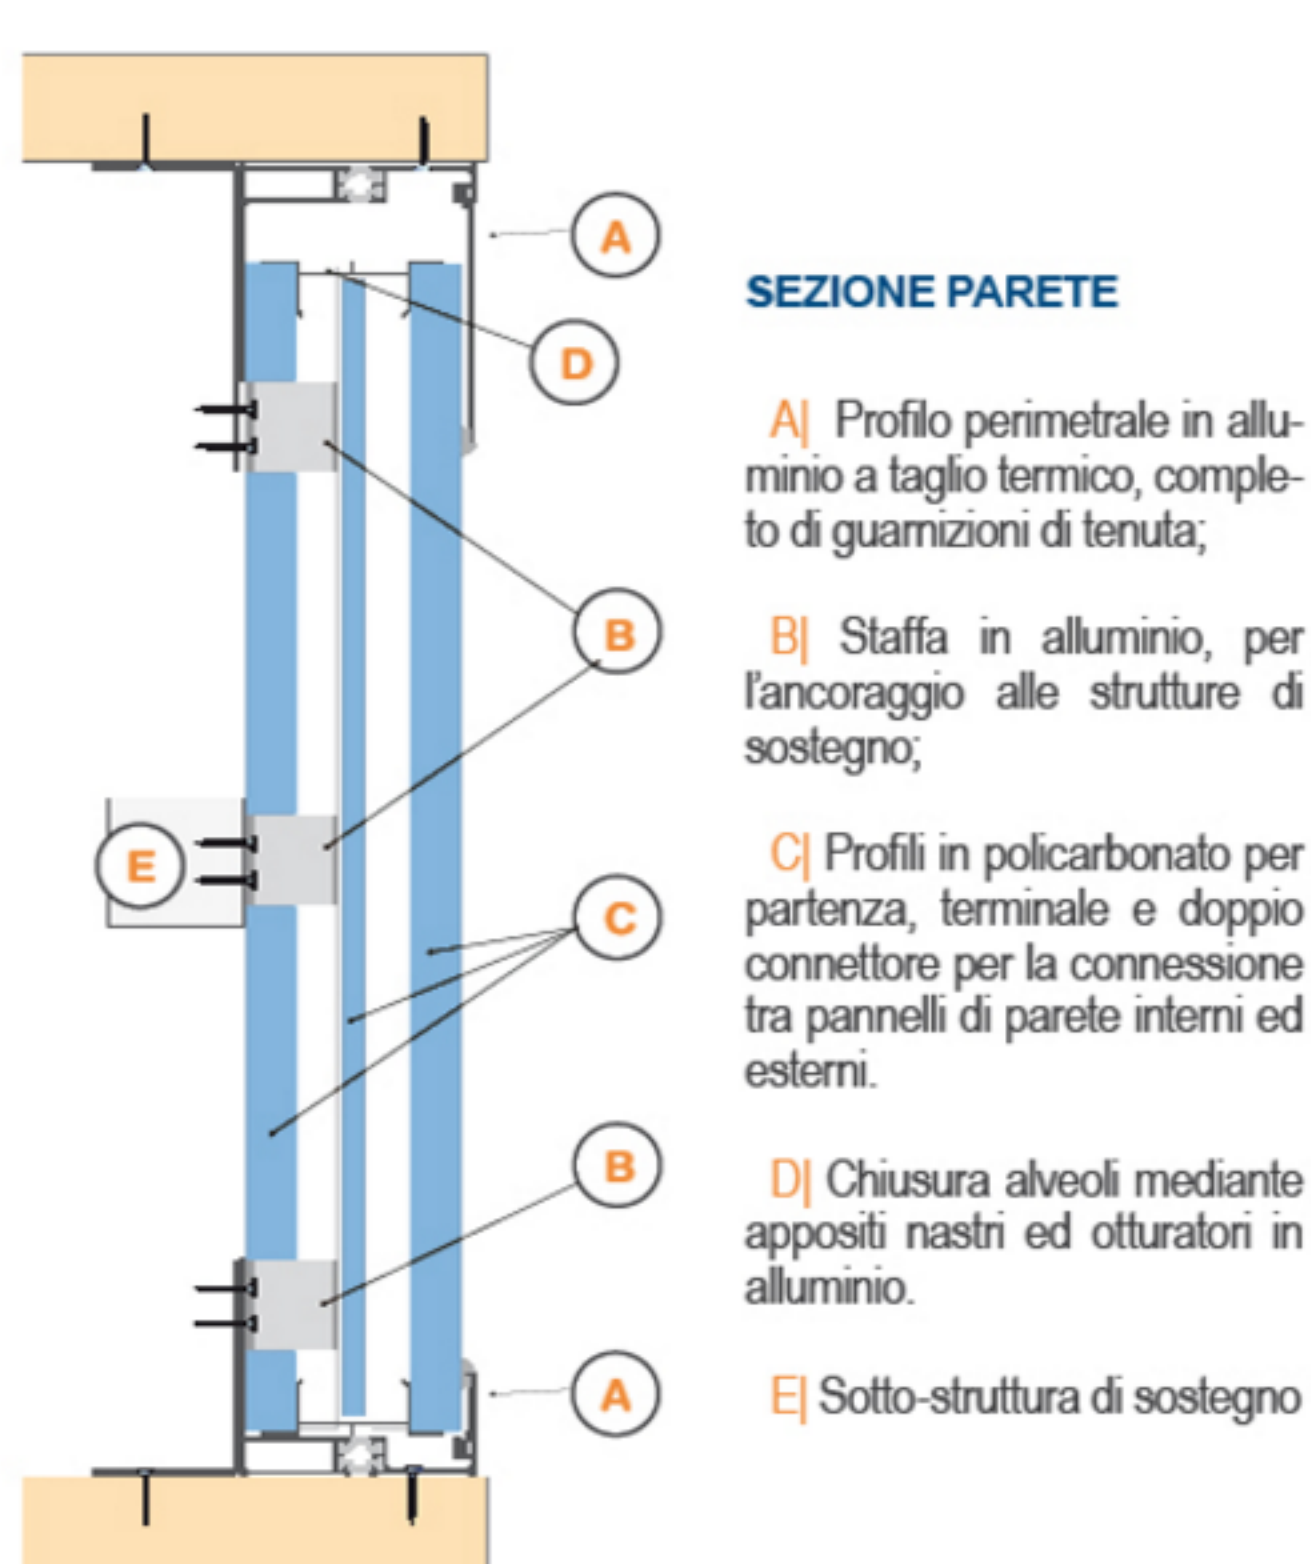 A
D
B
E
C
B
A
SEZIONE PARETE
A| Profilo perimetrale in allu-
minio a taglio termico, comple-
to di guarnizioni di tenuta;
B| Staffa in alluminio, per
l'ancoraggio alle strutture di
sostegno;
C| Profili in policarbonato per
partenza, terminale e doppio
connettore per la connessione
tra pannelli di parete interni ed
esterni.
D| Chiusura alveoli mediante
appositi nastri ed otturatori in
alluminio.
E| Sotto-struttura di sostegno